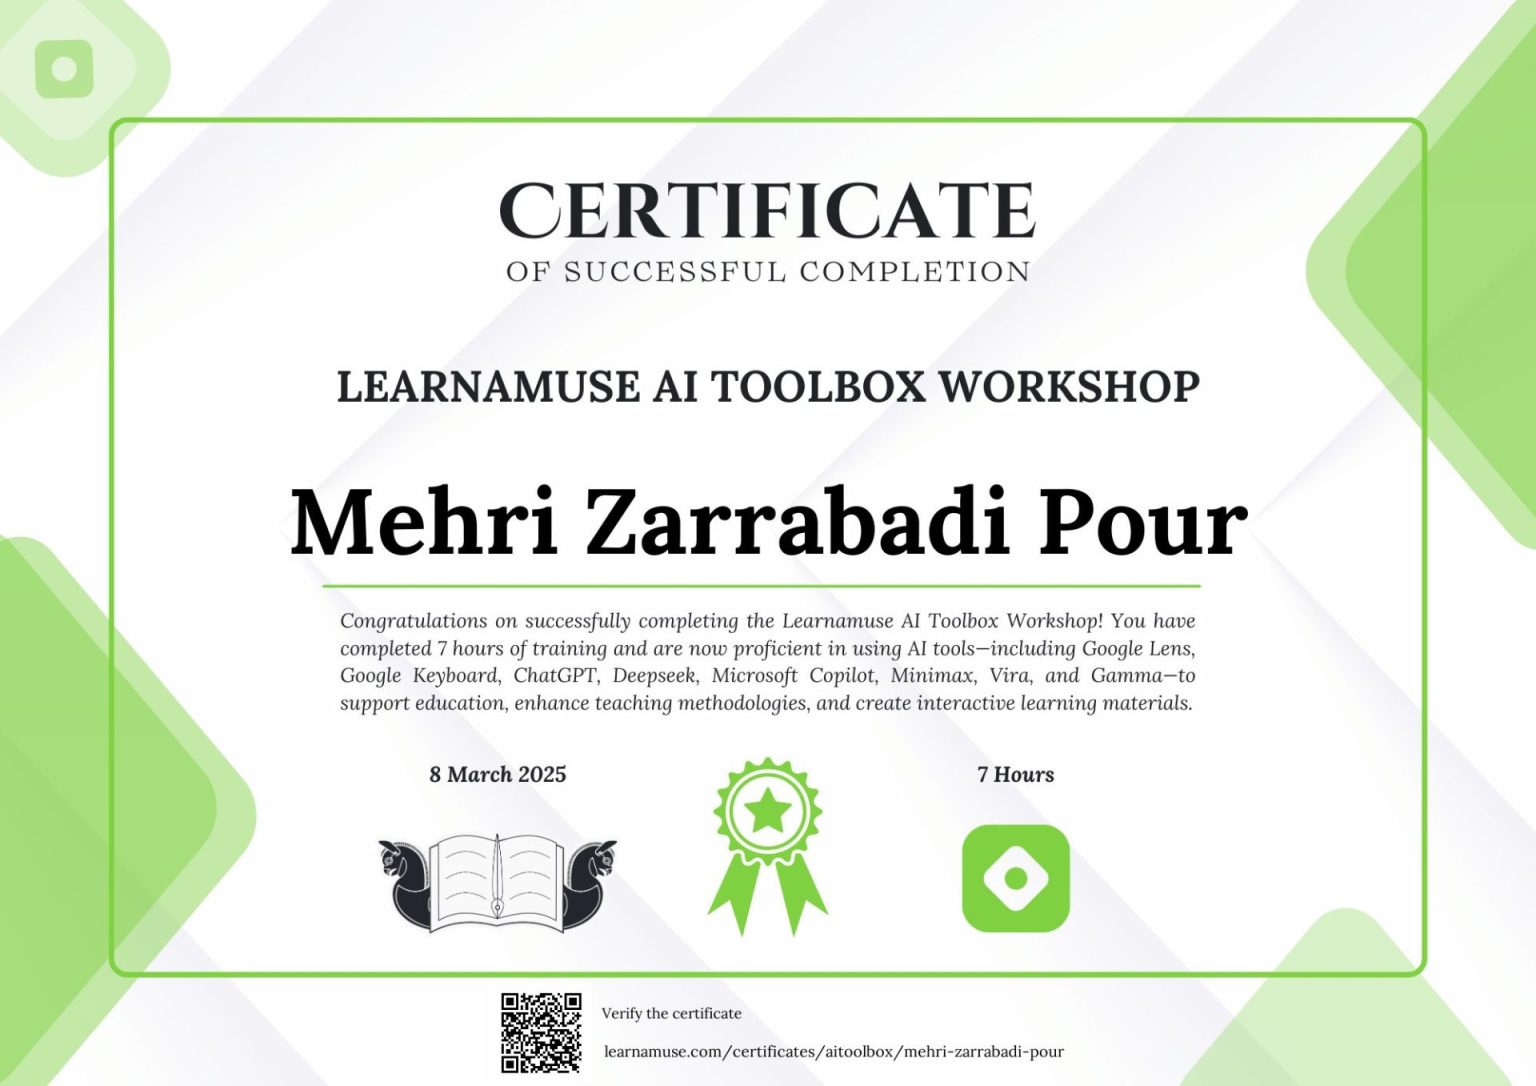 CERTIFICATE
OF SUCCESSFUL COMPLETION
LEARNAMUSE AI TOOLBOX WORKSHOP
Mehri Zarrabadi Pour
Congratulations on successfully completing the Learnamuse AI Toolbox Workshop! You have
completed 7 hours of training and are now proficient in using AI tools—including Google Lens,
Google Keyboard, ChatGPT, Deepseek, Microsoft Copilot, Minimax, Vira, and Gamma—to
support education, enhance teaching methodologies, and create interactive learning materials.
8 March 2025
7 Hours
Verify the certificate
learnamuse.com/certificates/aitoolbox/mehri-zarrabadi-pour